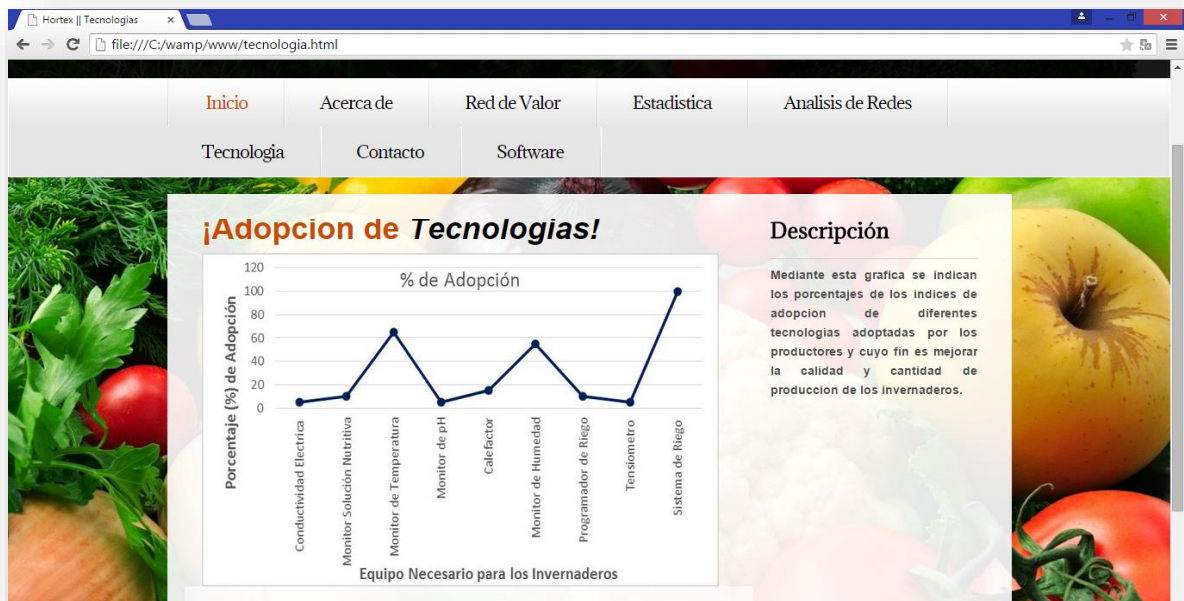 Hortex || Tecnologias
file:///C:/wamp/www/tecnologia.html
Inicio Acerca de Red de Valor Estadistica Analisis de Redes
Tecnologia Contacto Software
¡Adopcion de Tecnologias!
% de Adopción
Porcentaje (%) de Adopción
120
100
80
60
40
20
0
Conductividad Electrica
Monitor Solución Nutritiva
Monitor de Temperatura
Monitor de pH
Calefactor
Monitor de Humedad
Programador de Riego
Tensiometro
Sistema de Riego
Equipo Necesario para los Invernaderos
Descripción
Mediante esta grafica se indican
los porcentajes de los indices de
adopcion de diferentes
tecnologias adoptadas por los
productores y cuyo fin es mejorar
la calidad y cantidad de
produccion de los invernaderos.